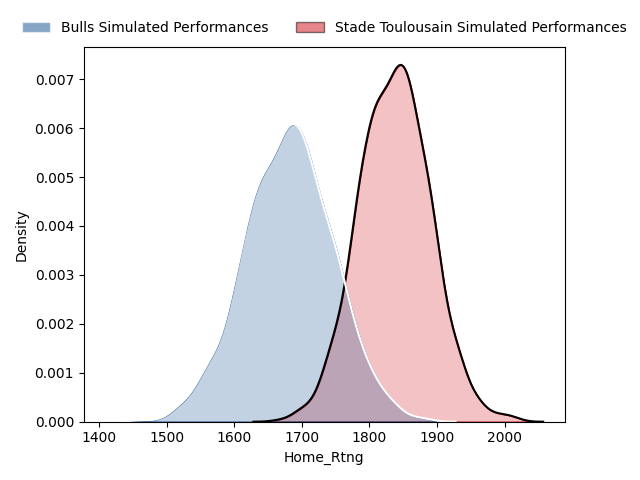 Bulls Simulated Performances Stade Toulousain Simulated Performances
0.007
0.006
0.005
0.004
0.003
0.002
0.001
0.000
Density
1400 1500 1600 1700 1800 1900 2000
Home_Rtng